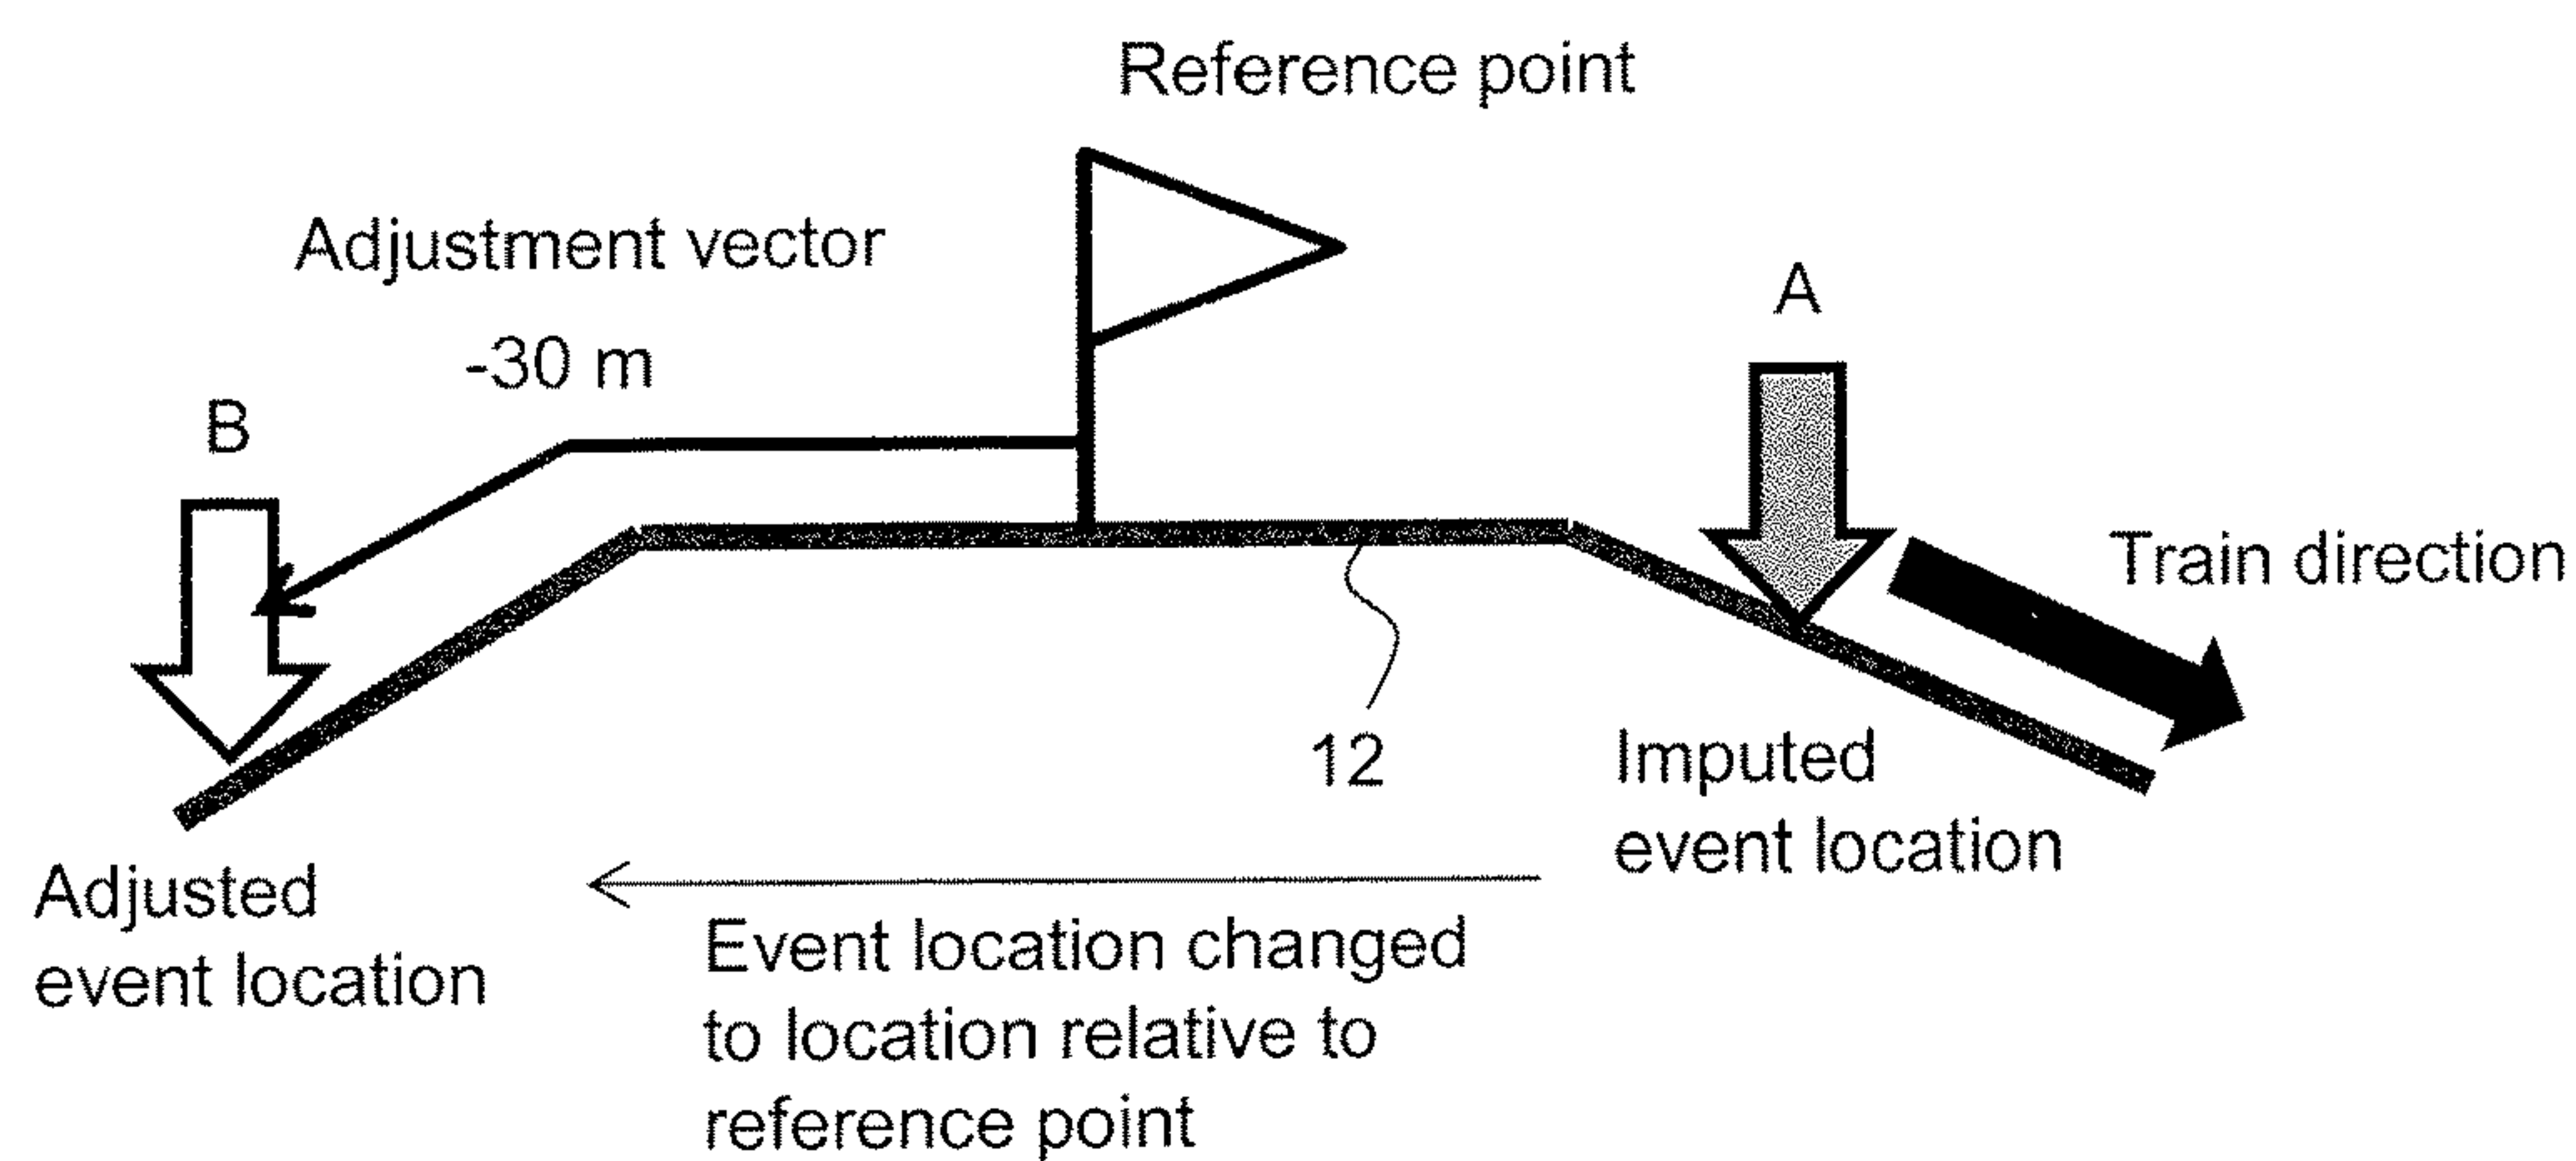 Reference point
Adjustment vector
-30 m
A
B
Train direction
12
Imputed
event location
Adjusted
event location
Event location changed
to location relative to
reference point